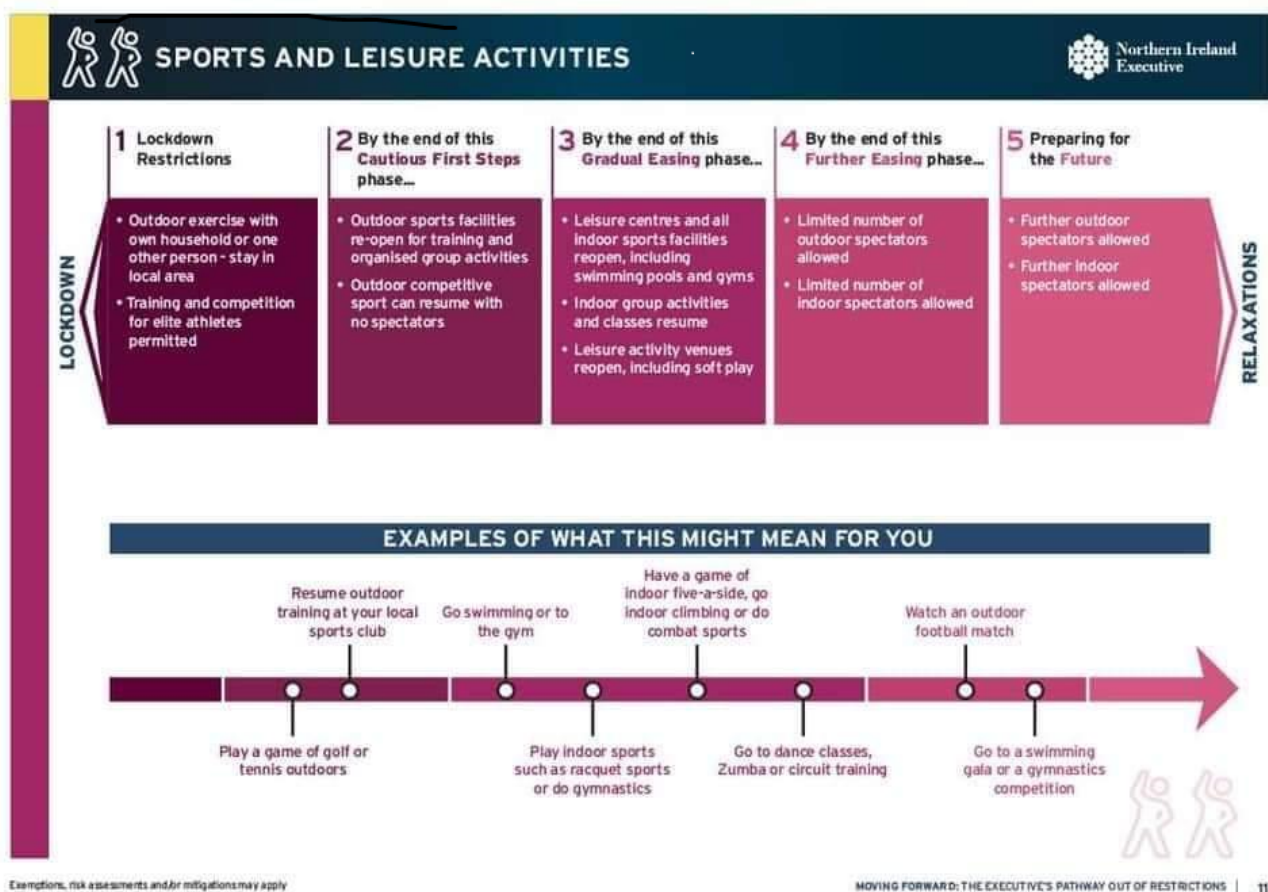 SPORTS AND LEISURE ACTIVITIES
Northern Ireland
Executive
1 Lockdown
Restrictions
2 By the end of this
Cautious First Steps
phase...
3 By the end of this
Gradual Easing phase...
4 By the end of this
Further Easing phase...
5 Preparing for
the Future
LOCKDOWN
• Outdoor exercise with
own household or one
other person - stay in
local area
• Training and competition
for elite athletes
permitted
• Outdoor sports facilities
re-open for training and
organised group activities
• Outdoor competitive
sport can resume with
no spectators
• Leisure centres and all
indoor sports facilities
reopen, including
swimming pools and gyms
• Indoor group activities
and classes resume
• Leisure activity venues
reopen, including soft play
• Limited number of
outdoor spectators
allowed
• Limited number of
indoor spectators allowed
• Further outdoor
spectators allowed
• Further indoor
spectators allowed
RELAXATIONS
EXAMPLES OF WHAT THIS MIGHT MEAN FOR YOU
Resume outdoor
training at your local
sports club
Go swimming or to
the gym
Have a game of
indoor five-a-side, go
indoor climbing or do
combat sports
Watch an outdoor
football match
Play a game of golf or
tennis outdoors
Play indoor sports
such as racquet sports
or do gymnastics
Go to dance classes,
Zumba or circuit training
Go to a swimming
gala or a gymnastics
competition
Exemptions, risk assessments and/or mitigations may apply
MOVING FORWARD: THE EXECUTIVE'S PATHWAY OUT OF RESTRICTIONS | 11